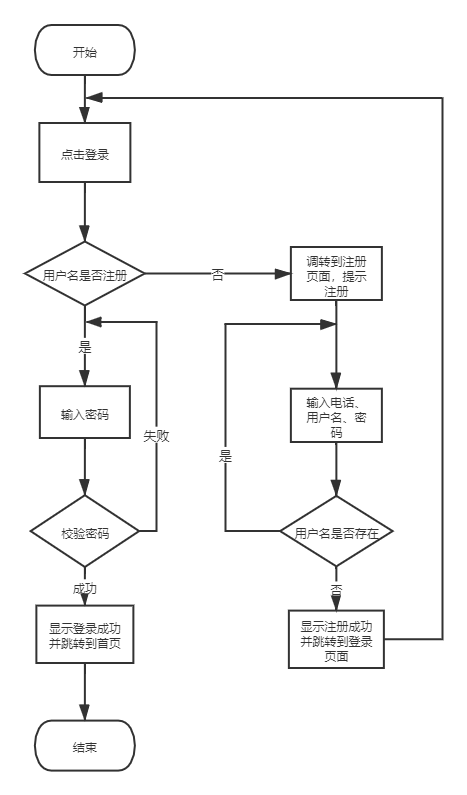 开始
点击登录
用户名是否注册
否
调转到注册
页面，提示
注册
是
输入密码
输入电话、
用户名、密
码
失败
是
校验密码
用户名是否存在
成功
否
显示登录成功
并跳转到首页
显示注册成功
并跳转到登录
页面
结束